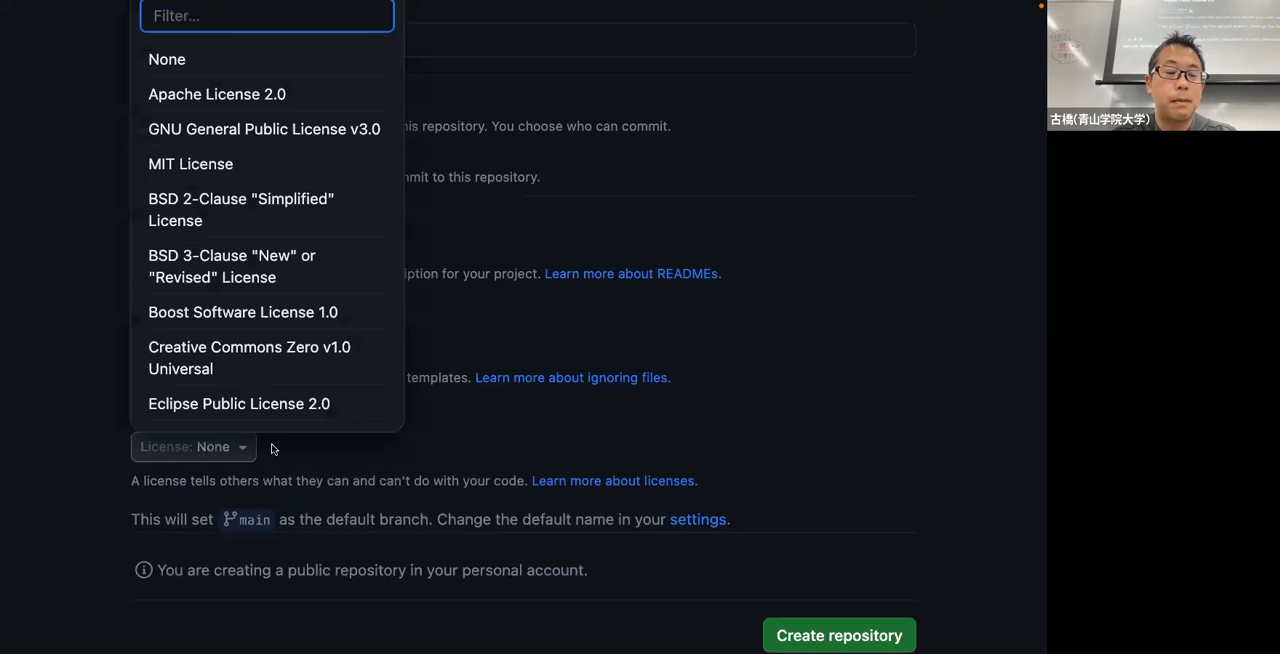 Filter...
None
Apache License 2.0
GNU General Public License v3.0
his repository. You choose who can commit.
MIT License
mmit to this repository.
BSD 2-Clause "Simplified"
License
BSD 3-Clause "New" or
"Revised" License
iption for your project. Learn more about READMEs.
Boost Software License 1.0
Creative Commons Zero v1.0
Universal
templates. Learn more about ignoring files.
Eclipse Public License 2.0
License: None
A license tells others what they can and can't do with your code. Learn more about licenses.
This will set main as the default branch. Change the default name in your settings.
You are creating a public repository in your personal account.
Create repository
古橋(青山学院大学)